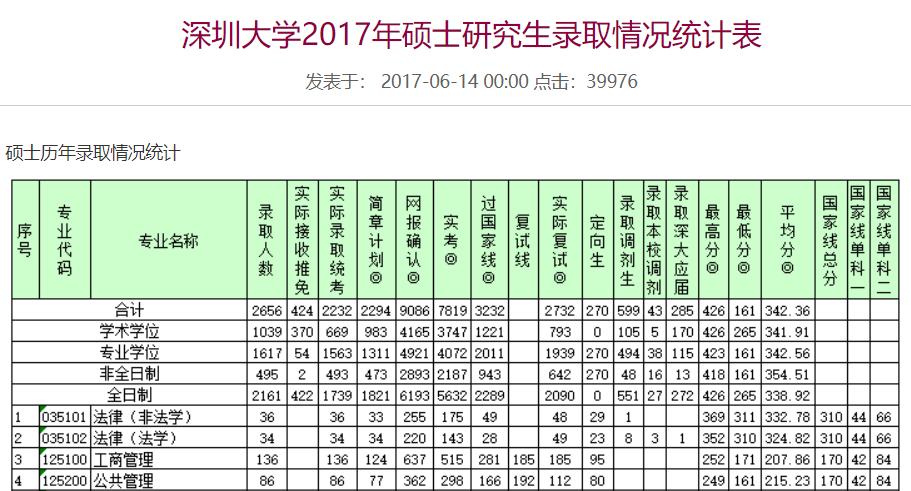 深圳大学2017年硕士研究生录取情况统计表
发表于： 2017-06-14 00:00 点击：39976
硕士历年录取情况统计
序号 专业代码 专业名称 录取人数 实际接收推免 实际录取统考 简章计划◎ 网报确认◎ 实考◎ 过国家线◎ 复试线 实际复试◎ 定向生 录取调剂生 录取本校调剂 录取深大应届 最高分◎ 最低分◎ 平均分◎ 国家线总分 国家线单科一 国家线单科二
合计 2656 424 2232 2294 9086 7819 3232 2732 270 599 43 285 426 161 342.36
学术学位 1039 370 669 983 4165 3747 1221 793 0 105 5 170 426 265 341.91
专业学位 1617 54 1563 1311 4921 4072 2011 1939 270 494 38 115 423 161 342.56
非全日制 495 2 493 473 2893 2187 943 642 270 48 16 13 418 161 354.51
全日制 2161 422 1739 1821 6193 5632 2289 2090 0 551 27 272 426 265 338.92
1 035101 法律（非法学） 36 36 33 255 175 49 48 29 1 369 311 332.78 310 44 66
2 035102 法律（法学） 34 34 34 220 143 28 49 23 8 3 1 352 310 324.82 310 44 66
3 125100 工商管理 136 136 124 637 515 281 185 185 95 252 171 207.86 170 42 84
4 125200 公共管理 86 86 77 362 298 166 192 112 80 249 161 215.23 170 42 84